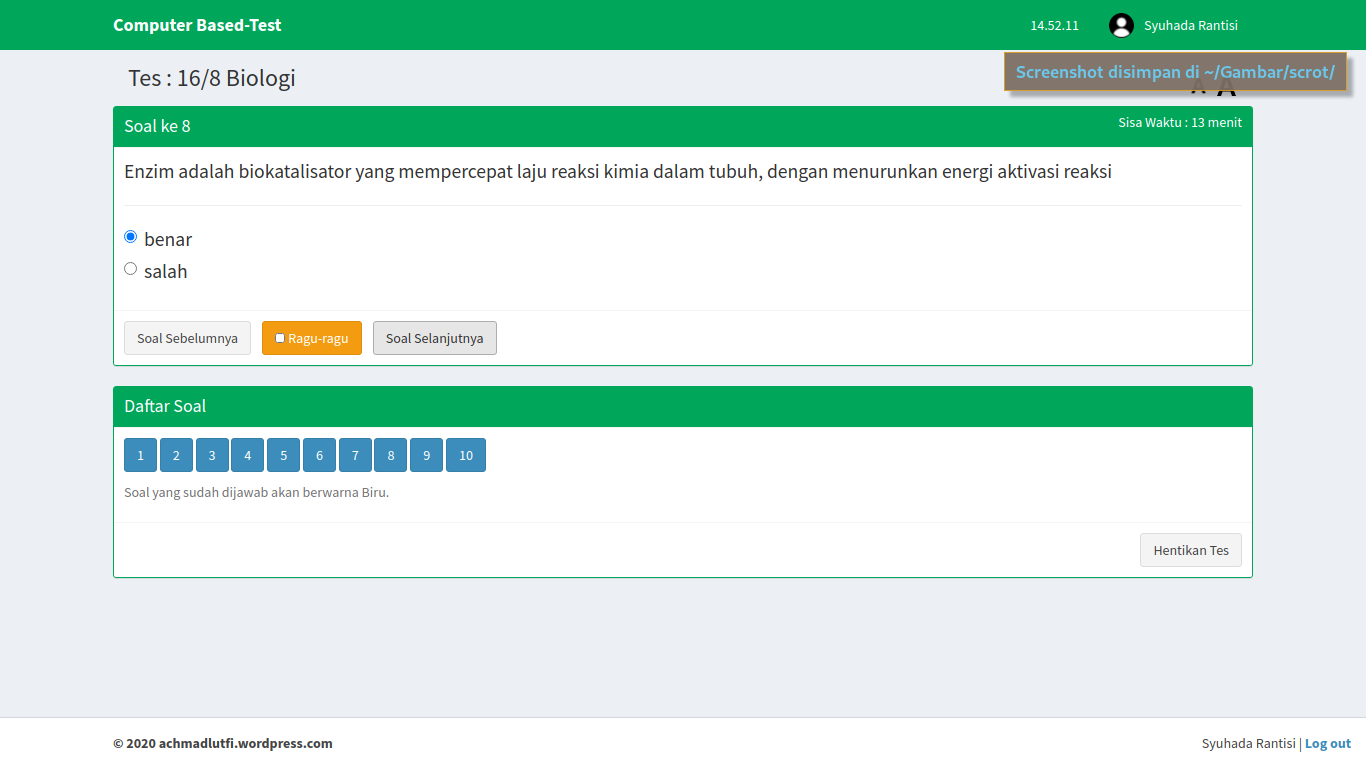 Computer Based-Test
14.52.11
Syuhada Rantisi
Tes : 16/8 Biologi
Screenshot disimpan di ~/Gambar/scrot/
A A
Soal ke 8
Sisa Waktu : 13 menit
Enzim adalah biokatalisator yang mempercepat laju reaksi kimia dalam tubuh, dengan menurunkan energi aktivasi reaksi
benar
salah
Soal Sebelumnya
Ragu-ragu
Soal Selanjutnya
Daftar Soal
1 2 3 4 5 6 7 8 9 10
Soal yang sudah dijawab akan berwarna Biru.
Hentikan Tes
© 2020 achmadlutfi.wordpress.com
Syuhada Rantisi | Log out